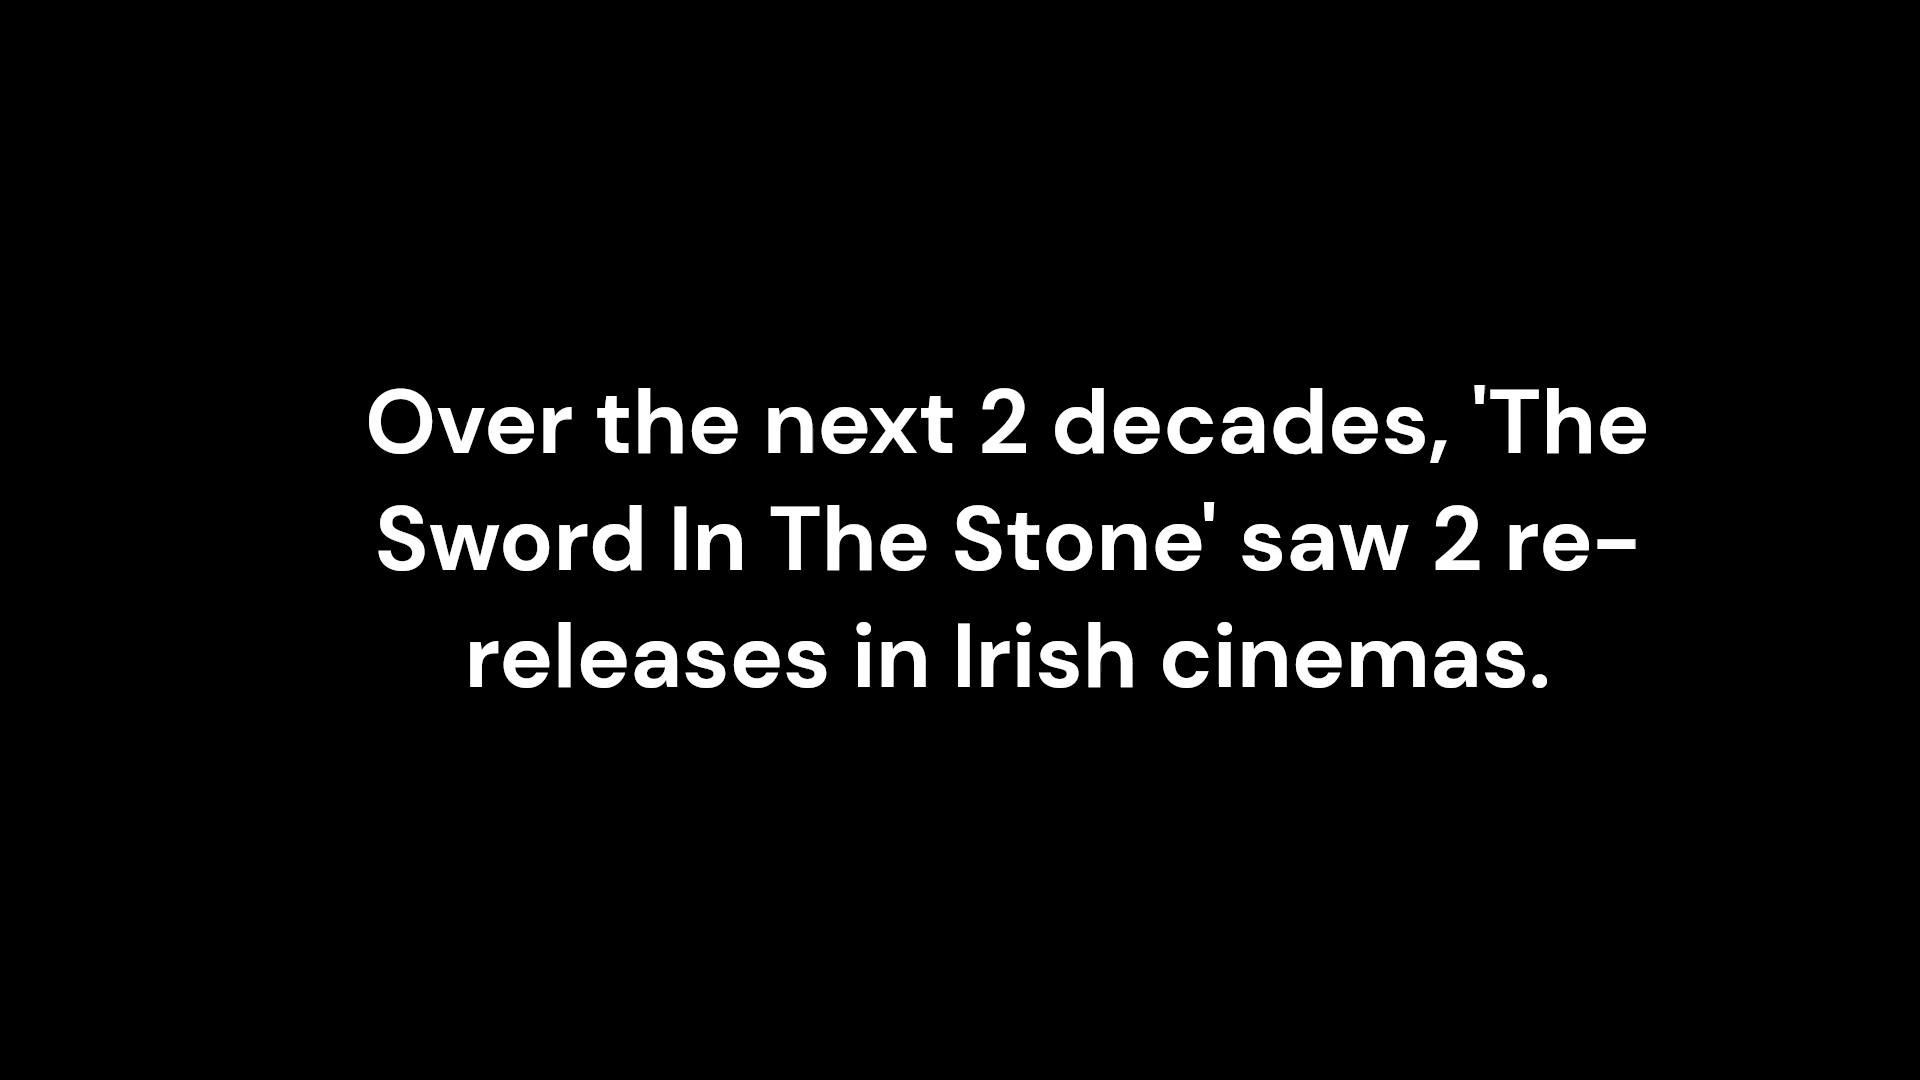 Over the next 2 decades, 'The
Sword In The Stone' saw 2 re-
releases in Irish cinemas.